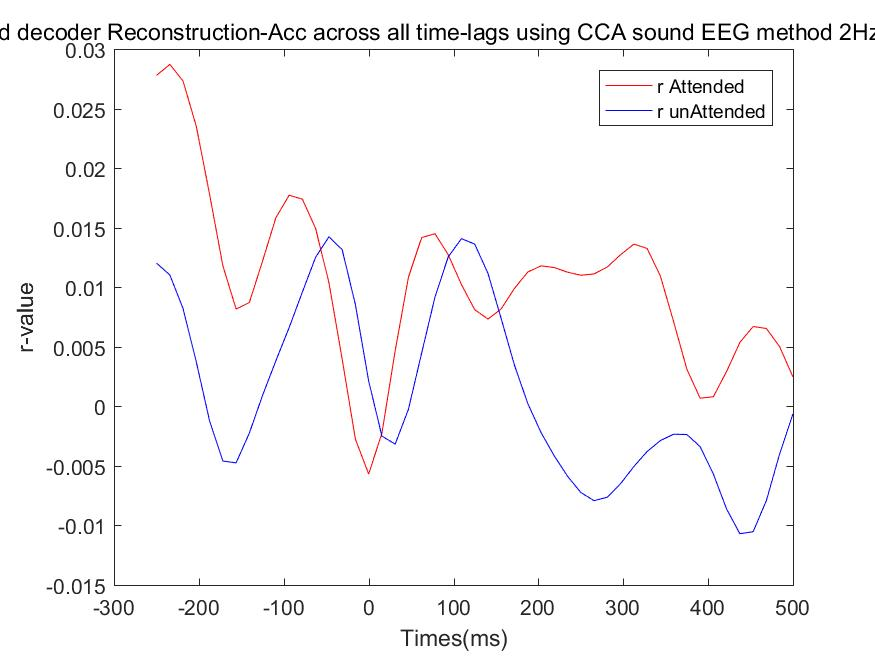 d decoder Reconstruction-Acc across all time-lags using CCA sound EEG method 2Hz
r Attended
r unAttended
0.03
0.025
0.02
0.015
0.01
0.005
0
-0.005
-0.01
-0.015
r-value
-300 -200 -100 0 100 200 300 400 500
Times(ms)